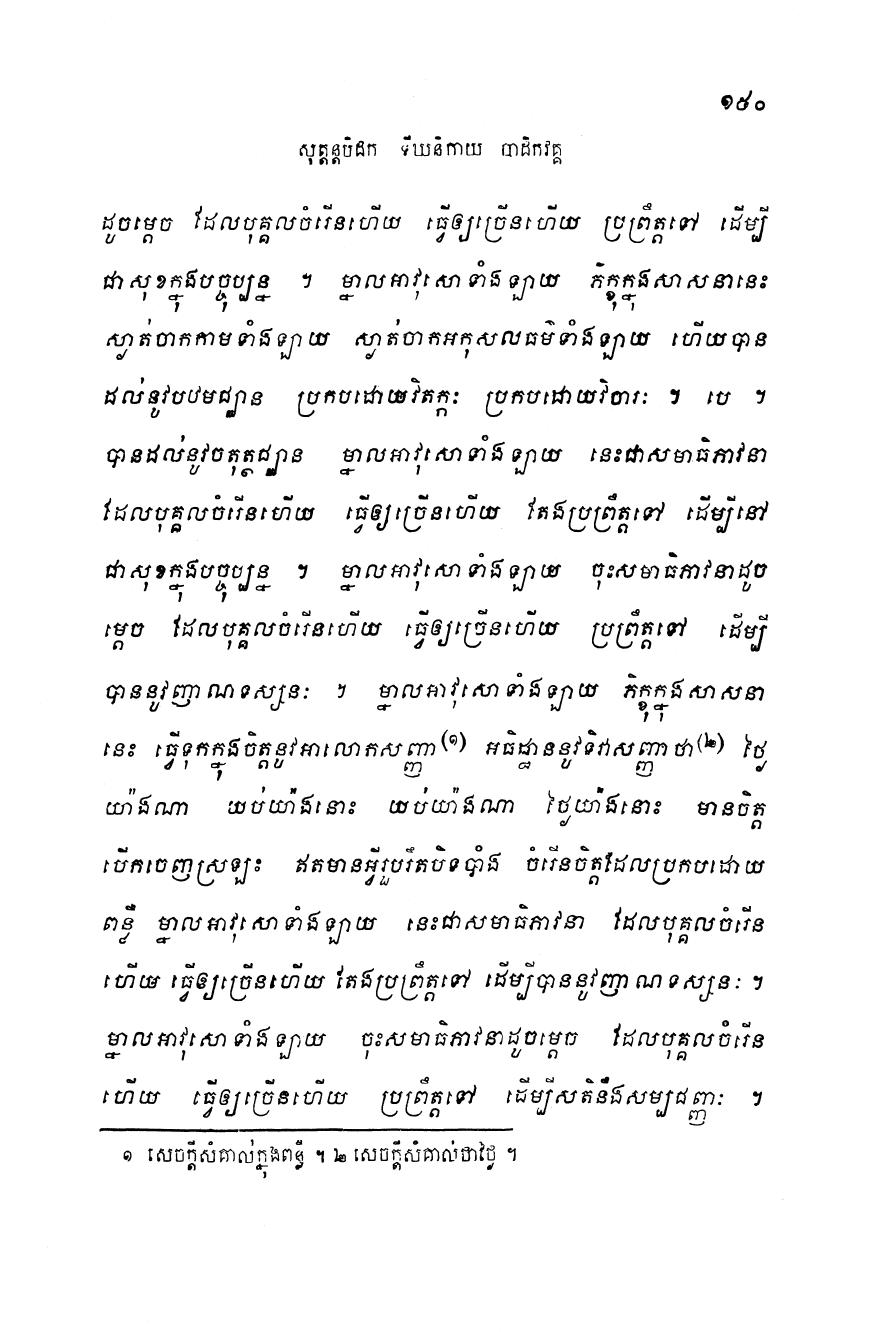 ១៥០
សុត្តន្តបិដក ទីឃនិកាយ បាដិកវគ្គ
ដូចម្តេច ដែលបុគ្គលចំរើនហើយ ធ្វើឲ្យច្រើនហើយ ប្រព្រឹត្តទៅ ដើម្បី
ជាសុខក្នុងបច្ចុប្បន្ន ។ ម្នាលអាវុសោទាំងឡាយ ភិក្ខុក្នុងសាសនានេះ
ស្ងាត់ចាកកាមទាំងឡាយ ស្ងាត់ចាកអកុសលធម៌ទាំងឡាយ ហើយបាន
ដល់នូវបឋមជ្ឈាន ប្រកបដោយវិតក្កៈ ប្រកបដោយវិចារៈ ។ បេ ។
បានដល់នូវចតុត្ថជ្ឈាន ម្នាលអាវុសោទាំងឡាយ នេះជាសមាធិភាវនា
ដែលបុគ្គលចំរើនហើយ ធ្វើឲ្យច្រើនហើយ តែងប្រព្រឹត្តទៅ ដើម្បីនៅ
ជាសុខក្នុងបច្ចុប្បន្ន ។ ម្នាលអាវុសោទាំងឡាយ ចុះសមាធិភាវនាដូច
ម្តេច ដែលបុគ្គលចំរើនហើយ ធ្វើឲ្យច្រើនហើយ ប្រព្រឹត្តទៅ ដើម្បី
បាននូវញាណទស្សនៈ ។ ម្នាលអាវុសោទាំងឡាយ ភិក្ខុក្នុងសាសនា
នេះ ធ្វើទុកក្នុងចិត្តនូវអាលោកសញ្ញា(១) អធិដ្ឋាននូវទិវាសញ្ញាថា(២) ថ្ងៃ
យ៉ាងណា យប់យ៉ាងនោះ យប់យ៉ាងណា ថ្ងៃយ៉ាងនោះ មានចិត្ត
បើកចេញស្រឡះ ឥតមានអ្វីរួបរឹតបិទបាំង ចំរើនចិត្តដែលប្រកបដោយ
ពន្លឺ ម្នាលអាវុសោទាំងឡាយ នេះជាសមាធិភាវនា ដែលបុគ្គលចំរើន
ហើយ ធ្វើឲ្យច្រើនហើយ តែងប្រព្រឹត្តទៅ ដើម្បីបាននូវញាណទស្សនៈ ។
ម្នាលអាវុសោទាំងឡាយ ចុះសមាធិភាវនាដូចម្តេច ដែលបុគ្គលចំរើន
ហើយ ធ្វើឲ្យច្រើនហើយ ប្រព្រឹត្តទៅ ដើម្បីសតិនឹងសម្បជញ្ញៈ ។
១ សេចក្តីសំគាល់ក្នុងពន្លឺ ។ ២ សេចក្តីសំគាល់ថាថ្ងៃ ។